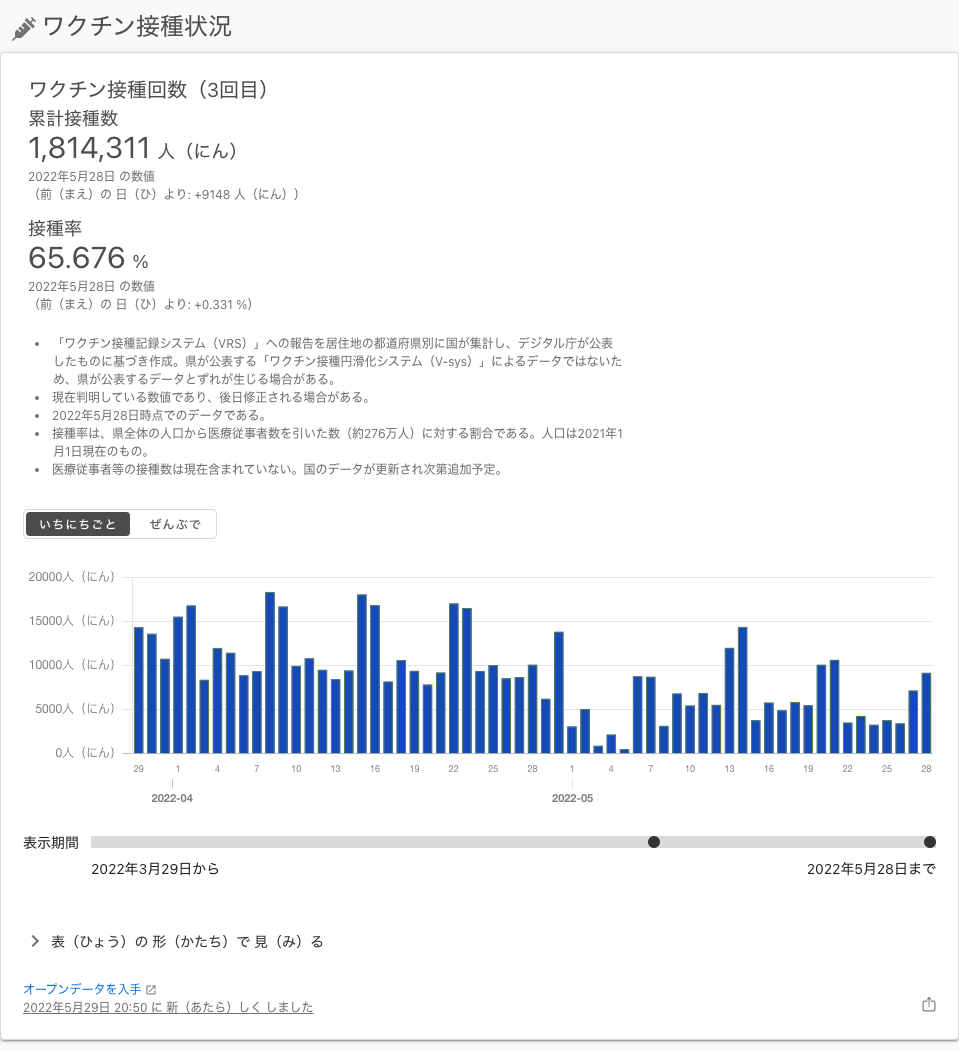 ワクチン接種状況
ワクチン接種回数（3回目）
累計接種数
1,814,311 人（にん）
2022年5月28日 の数値
（前（まえ）の 日（ひ）より: +9148 人（にん））
接種率
65.676 %
2022年5月28日 の数値
（前（まえ）の 日（ひ）より: +0.331 %）
• 「ワクチン接種記録システム（VRS）」への報告を居住地の都道府県別に国が集計し、デジタル庁が公表
したものに基づき作成。県が公表する「ワクチン接種円滑化システム（V-sys）」によるデータではないた
め、県が公表するデータとずれが生じる場合がある。
• 現在判明している数値であり、後日修正される場合がある。
• 2022年5月28日時点でのデータである。
• 接種率は、県全体の人口から医療従事者数を引いた数（約276万人）に対する割合である。人口は2021年1
月1日現在のもの。
• 医療従事者等の接種数は現在含まれていない。国のデータが更新され次第追加予定。
いちにちごと ぜんぶで
20000人（にん）
15000人（にん）
10000人（にん）
5000人（にん）
0人（にん）
29 1 4 7 10 13 16 19 22 25 28 1 4 7 10 13 16 19 22 25 28
2022-04 2022-05
表示期間
2022年3月29日から 2022年5月28日まで
表（ひょう）の 形（かたち）で 見（み）る
オープンデータを入手
2022年5月29日 20:50 に 新（あたら）しく しました